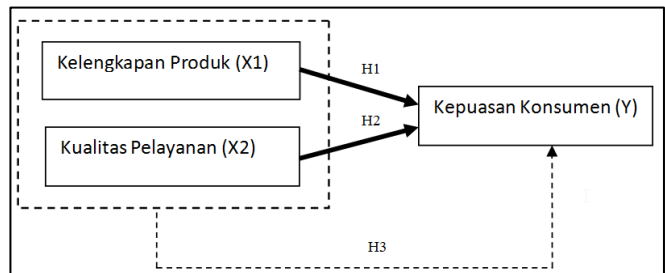 Kelengkapan Produk (X1)
H1
Kepuasan Konsumen (Y)
H2
Kualitas Pelayanan (X2)
H3